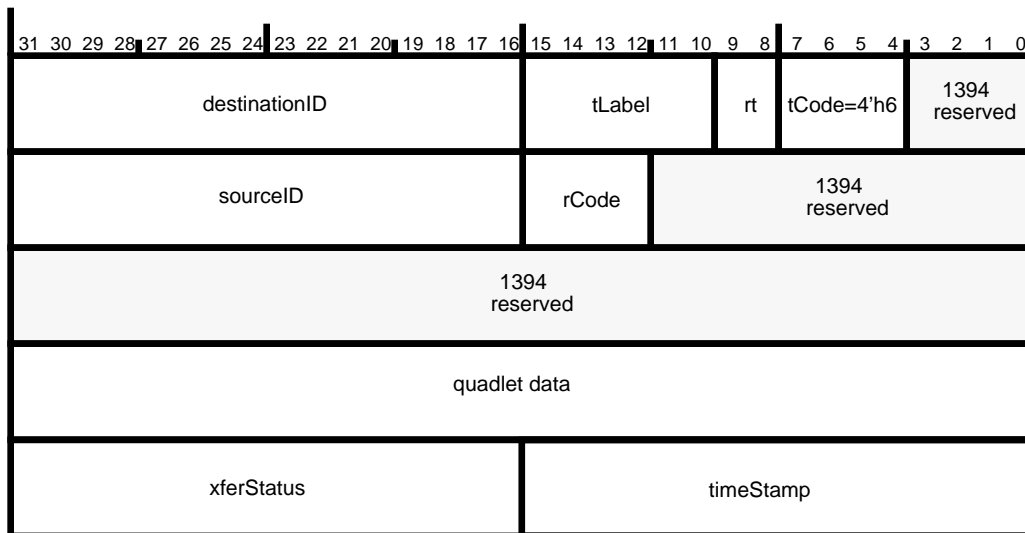 31 30 29 28 27 26 25 24 23 22 21 20 19 18 17 16 15 14 13 12 11 10 9 8 7 6 5 4 3 2 1 0
destinationID tLabel rt tCode=4'h6 1394
reserved
sourceID rCode 1394
reserved
1394
reserved
quadlet data
xferStatus timeStamp